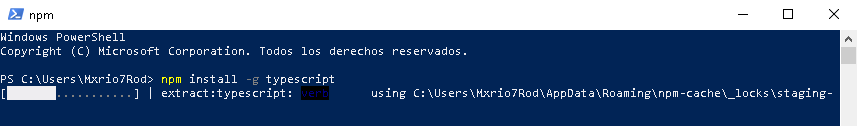 npm
Windows PowerShell
Copyright (C) Microsoft Corporation. Todos los derechos reservados.
PS C:\Users\Mxrio7Rod> npm install -g typescript
[......] | extract:typescript: verb using C:\Users\Mxrio7Rod\AppData\Roaming\npm-cache\_locks\staging-